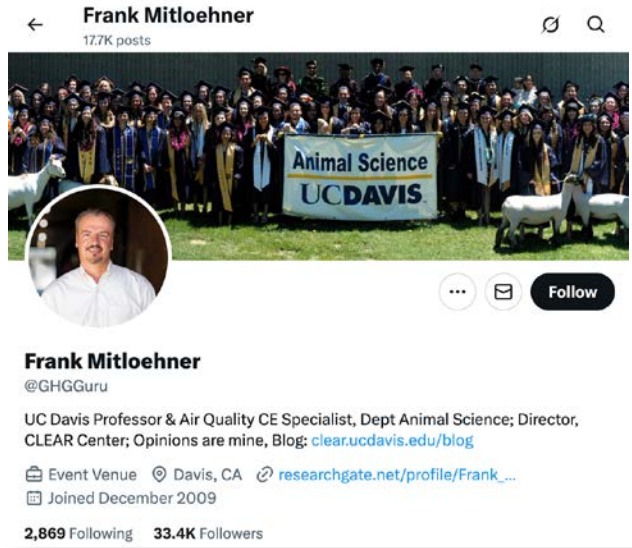 Frank Mitloehner
17.7K posts
Animal Science
UCDAVIS
Follow
Frank Mitloehner
@GHGGuru
UC Davis Professor & Air Quality CE Specialist, Dept Animal Science; Director,
CLEAR Center; Opinions are mine, Blog: clear.ucdavis.edu/blog
Event Venue Davis, CA researchgate.net/profile/Frank_...
Joined December 2009
2,869 Following 33.4K Followers